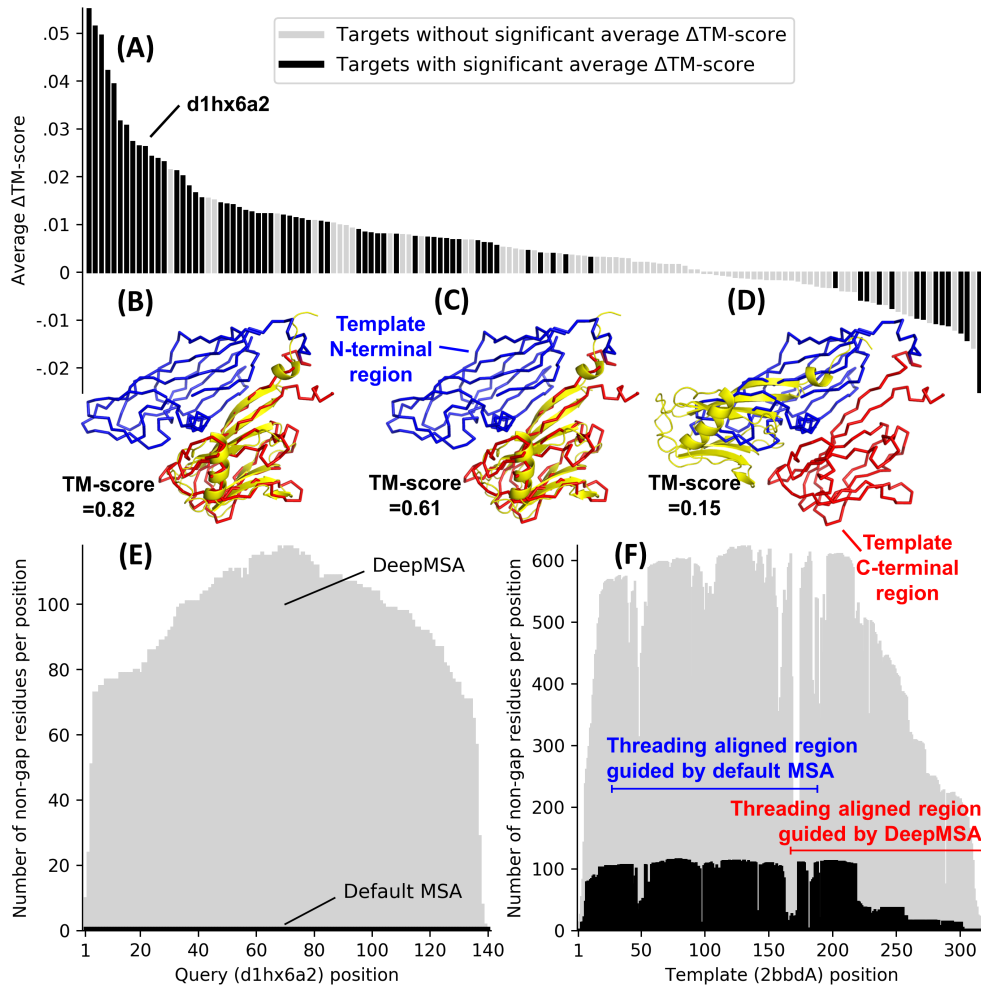 (A)
Targets without significant average ΔTM-score
Targets with significant average ΔTM-score
d1hx6a2
Average ΔTM-score
.05
.04
.03
.02
.01
0
-.01
-.02
(B)
(C)
(D)
Template
N-terminal
region
TM-score
=0.82
TM-score
=0.61
TM-score
=0.15
Template
C-terminal
region
(E)
DeepMSA
Default MSA
Number of non-gap residues per position
100
80
60
40
20
0
1 20 40 60 80 100 120 140
Query (d1hx6a2) position
(F)
Threading aligned region
guided by default MSA
Threading aligned region
guided by DeepMSA
Number of non-gap residues per position
600
500
400
300
200
100
0
1 50 100 150 200 250 300
Template (2bbdA) position